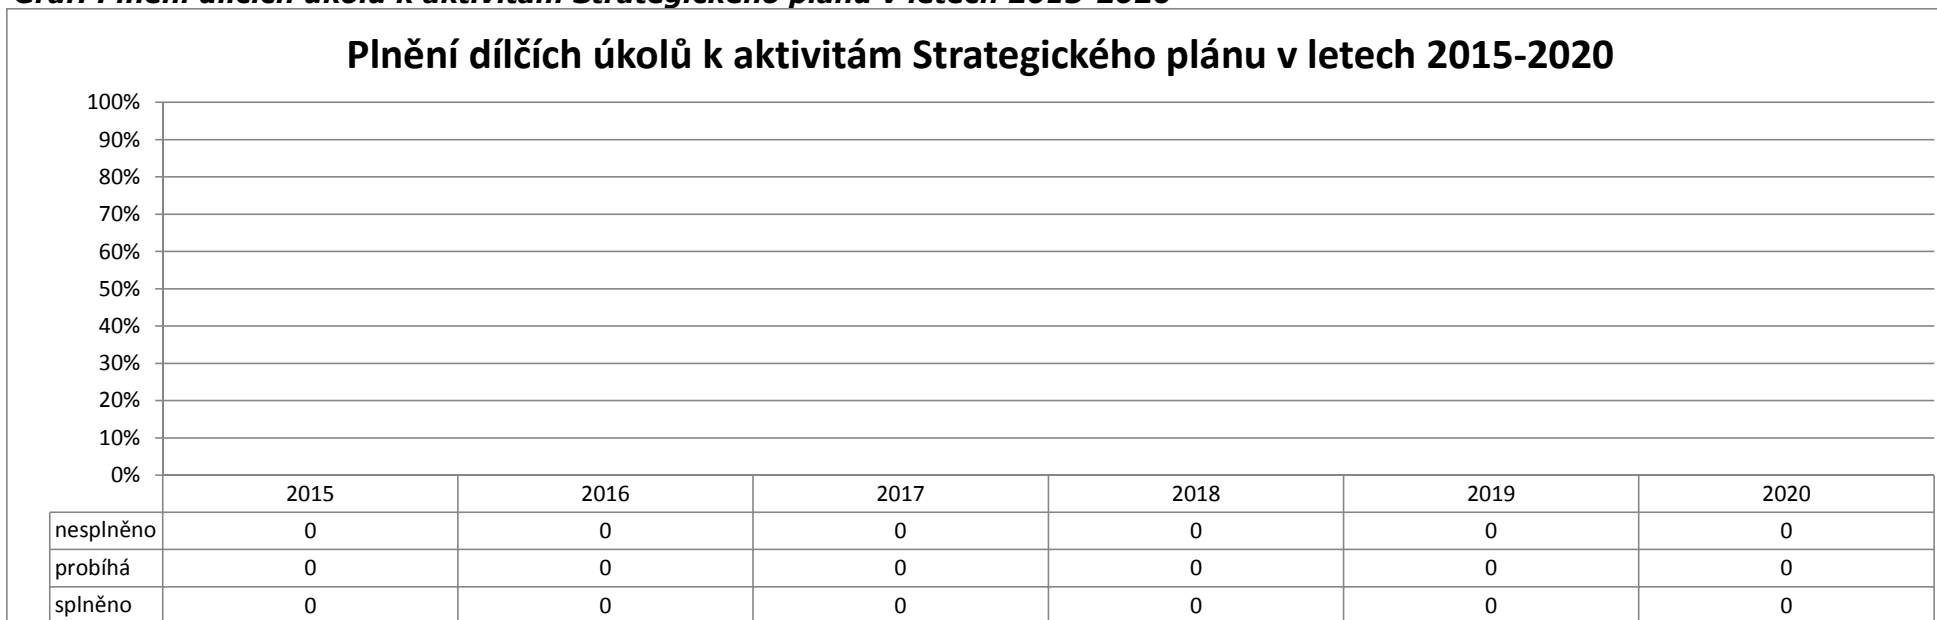 Plnění dílčích úkolů k aktivitám Strategického plánu v letech 2015-2020
100%
90%
80%
70%
60%
50%
40%
30%
20%
10%
0%
2015 2016 2017 2018 2019 2020
nesplněno 0 0 0 0 0 0
probíhá 0 0 0 0 0 0
splněno 0 0 0 0 0 0